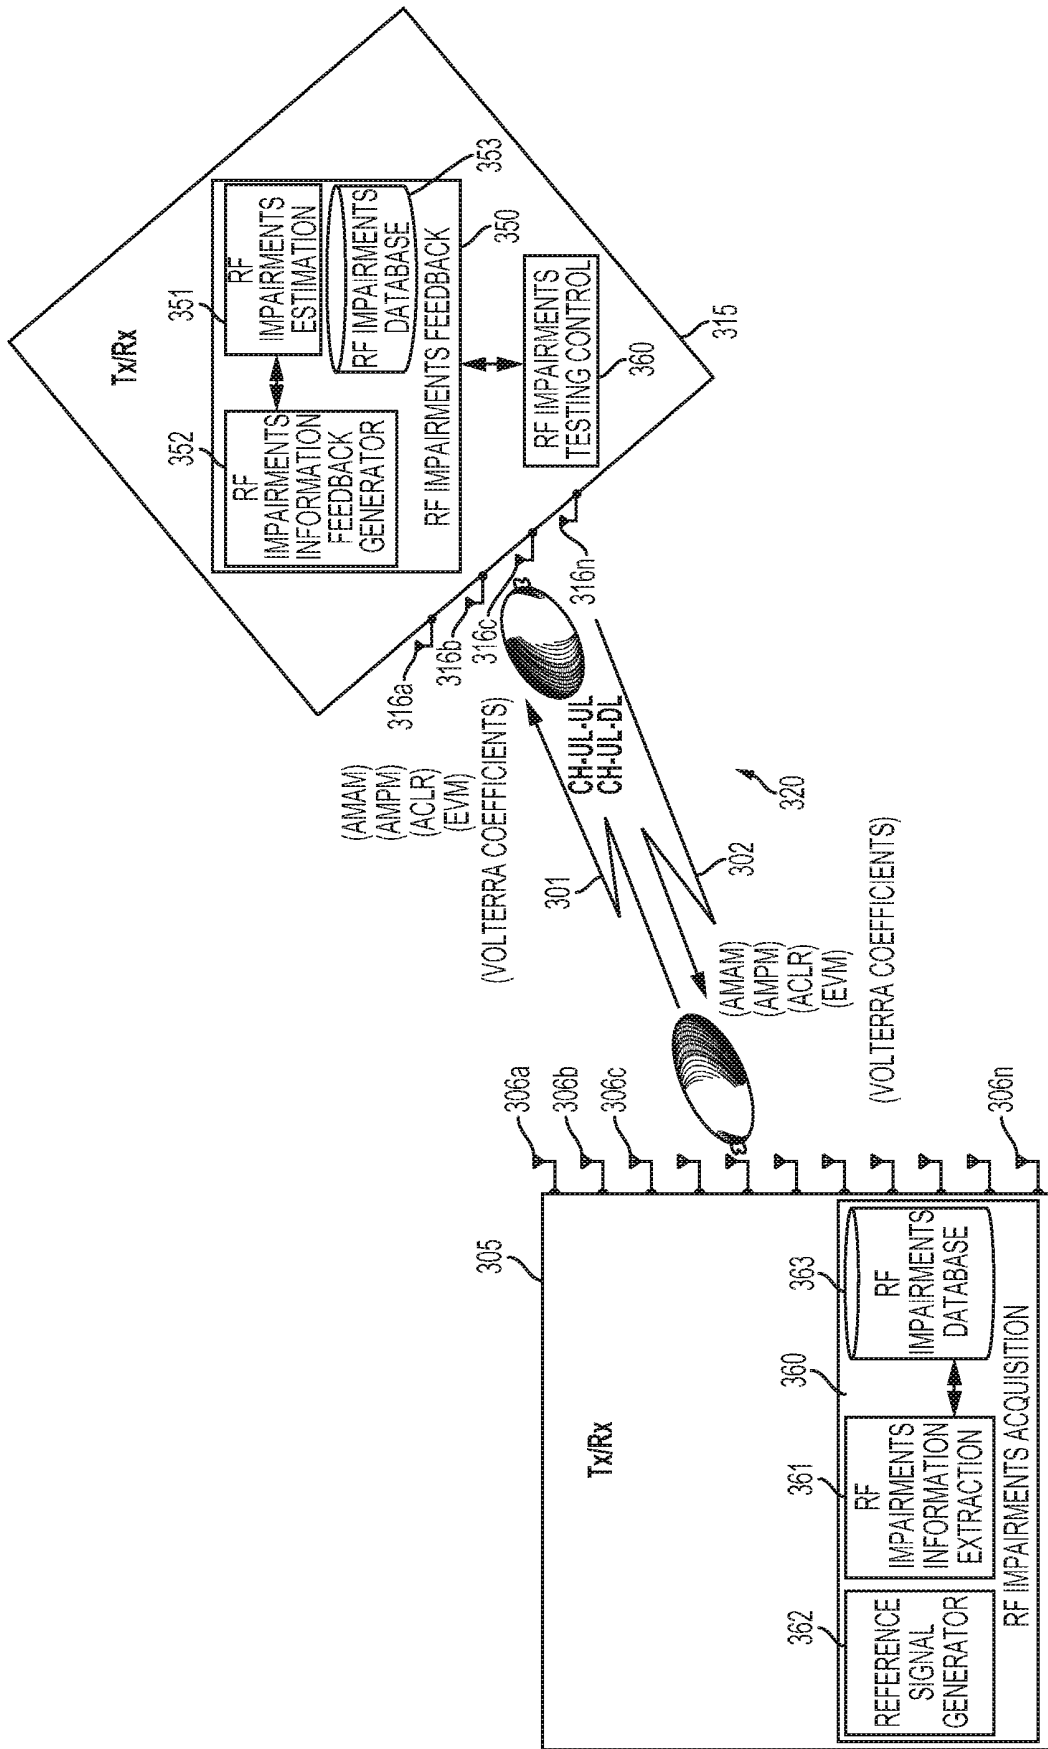 305
Tx/Rx
362
REFERENCE
SIGNAL
GENERATOR
361
RF
IMPAIRMENTS
INFORMATION
EXTRACTION
360
363
RF
IMPAIRMENTS
DATABASE
RF IMPAIRMENTS ACQUISITION
306a
306b
306c
306n
(AMAM)
(AMPM)
(ACLR)
(EVM)
(VOLTERRA COEFFICIENTS)
301
302
(AMAM)
(AMPM)
(ACLR)
(EVM)
(VOLTERRA COEFFICIENTS)
CH-UL-UL
CH-UL-DL
320
316a
316b
316c
316n
Tx/Rx
352
RF
IMPAIRMENTS
INFORMATION
FEEDBACK
GENERATOR
351
RF
IMPAIRMENTS
ESTIMATION
RF IMPAIRMENTS
DATABASE
353
RF IMPAIRMENTS FEEDBACK
350
RF IMPAIRMENTS
TESTING CONTROL
360
315